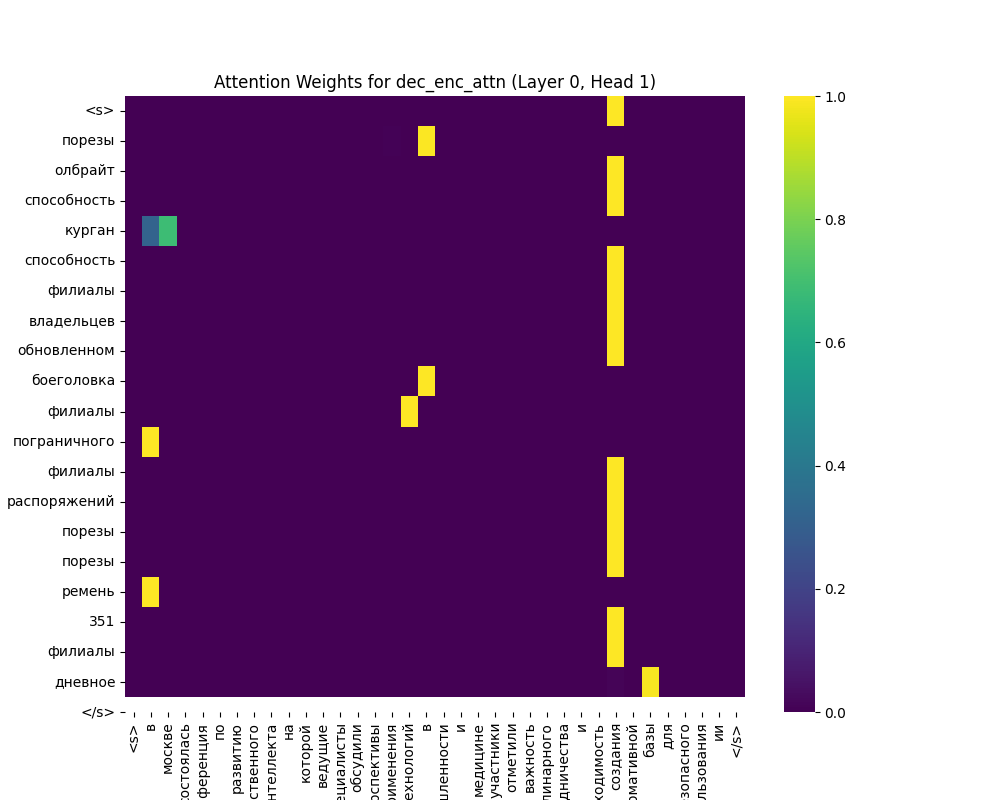 Attention Weights for dec_enc_attn (Layer 0, Head 1)
<s>
порезы
олбрайт
способность
курган
способность
филиалы
владельцев
обновленном
боеголовка
филиалы
пограничного
филиалы
распоряжений
порезы
порезы
ремень
351
филиалы
дневное
</s>
<s>
в
москве
состоялась
ференция
по
развитию
ственного
нтеллекта
на
которой
ведущие
ециалисты
обсудили
рспективы
рименения
ехнологий
в
шленности
и
медицине
участники
отметили
важность
линарного
дничества
и
ходимость
создания
рмативной
базы
для
зопасного
льзования
ии
</s>
1.0
0.8
0.6
0.4
0.2
0.0